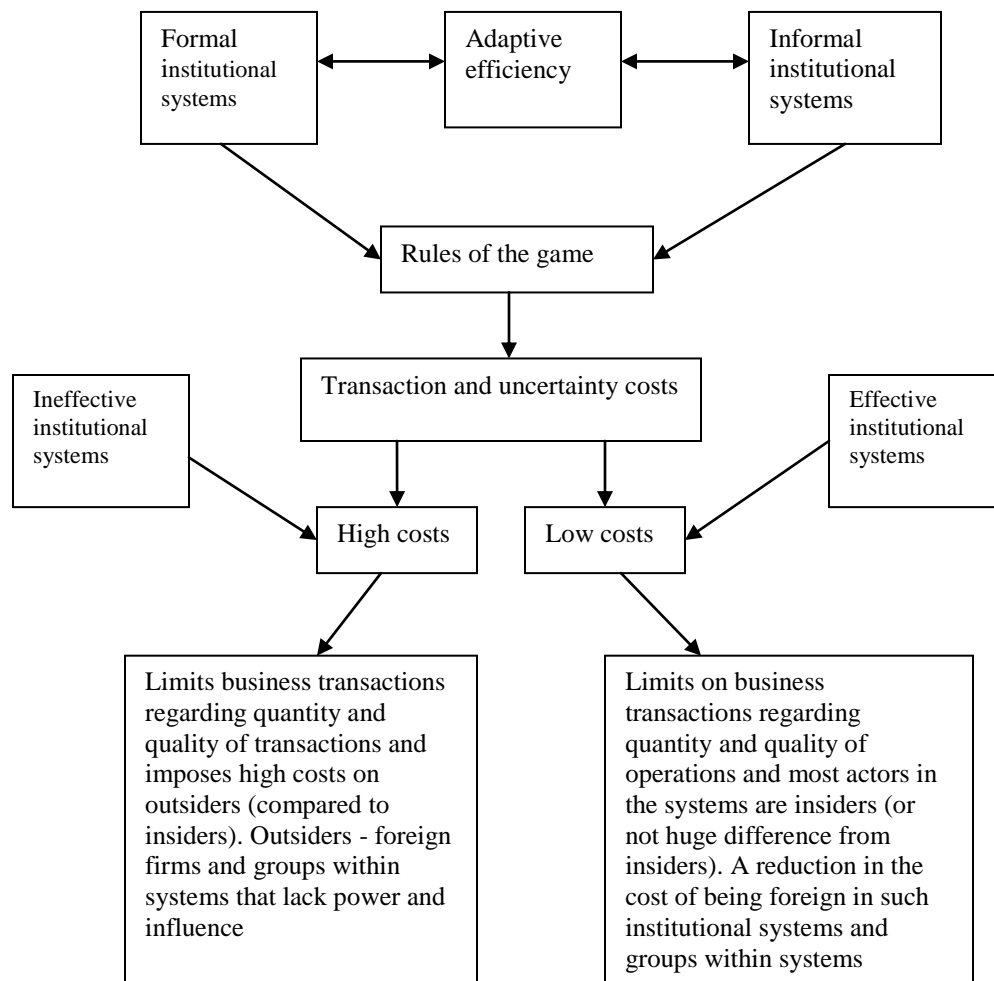 Formal
institutional
systems
Adaptive
efficiency
Informal
institutional
systems
Rules of the game
Transaction and uncertainty costs
Ineffective
institutional
systems
Effective
institutional
systems
High costs
Low costs
Limits business transactions
regarding quantity and
quality of transactions and
imposes high costs on
outsiders (compared to
insiders). Outsiders - foreign
firms and groups within
systems that lack power and
influence
Limits on business
transactions regarding
quantity and quality of
operations and most actors in
the systems are insiders (or
not huge difference from
insiders). A reduction in the
cost of being foreign in such
institutional systems and
groups within systems